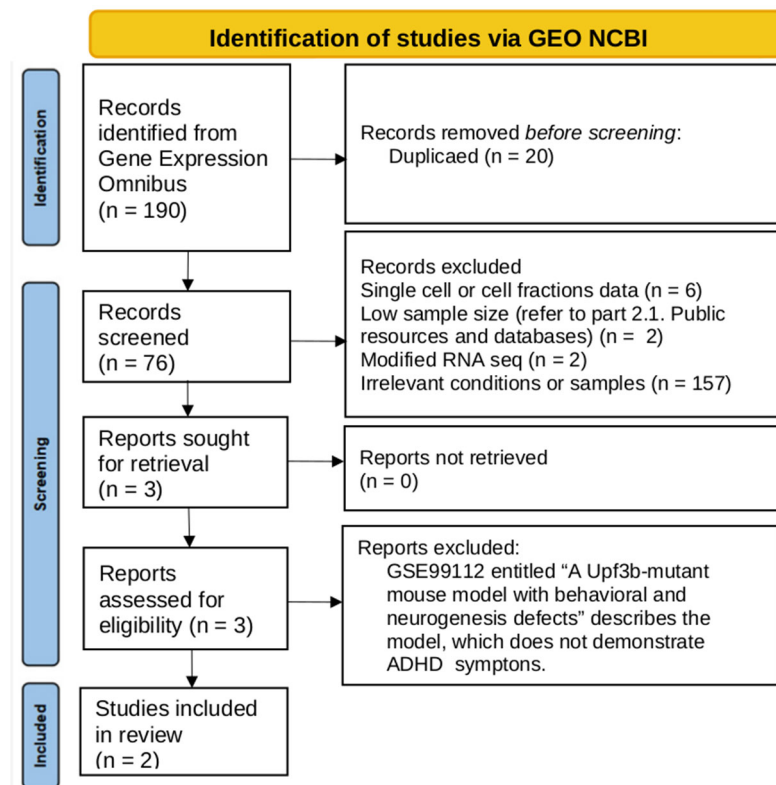 Identification of studies via GEO NCBI
Identification
Records
identified from
Gene Expression
Omnibus
(n = 190)
Records removed before screening:
Duplicaed (n = 20)
Screening
Records
screened
(n = 76)
Records excluded
Single cell or cell fractions data (n = 6)
Low sample size (refer to part 2.1. Public
resources and databases) (n = 2)
Modified RNA seq (n = 2)
Irrelevant conditions or samples (n = 157)
Reports sought
for retrieval
(n = 3)
Reports not retrieved
(n = 0)
Reports
assessed for
eligibility (n = 3)
Reports excluded:
GSE99112 entitled “A Upf3b-mutant
mouse model with behavioral and
neurogenesis defects” describes the
model, which does not demonstrate
ADHD symptons.
Included
Studies included
in review
(n = 2)